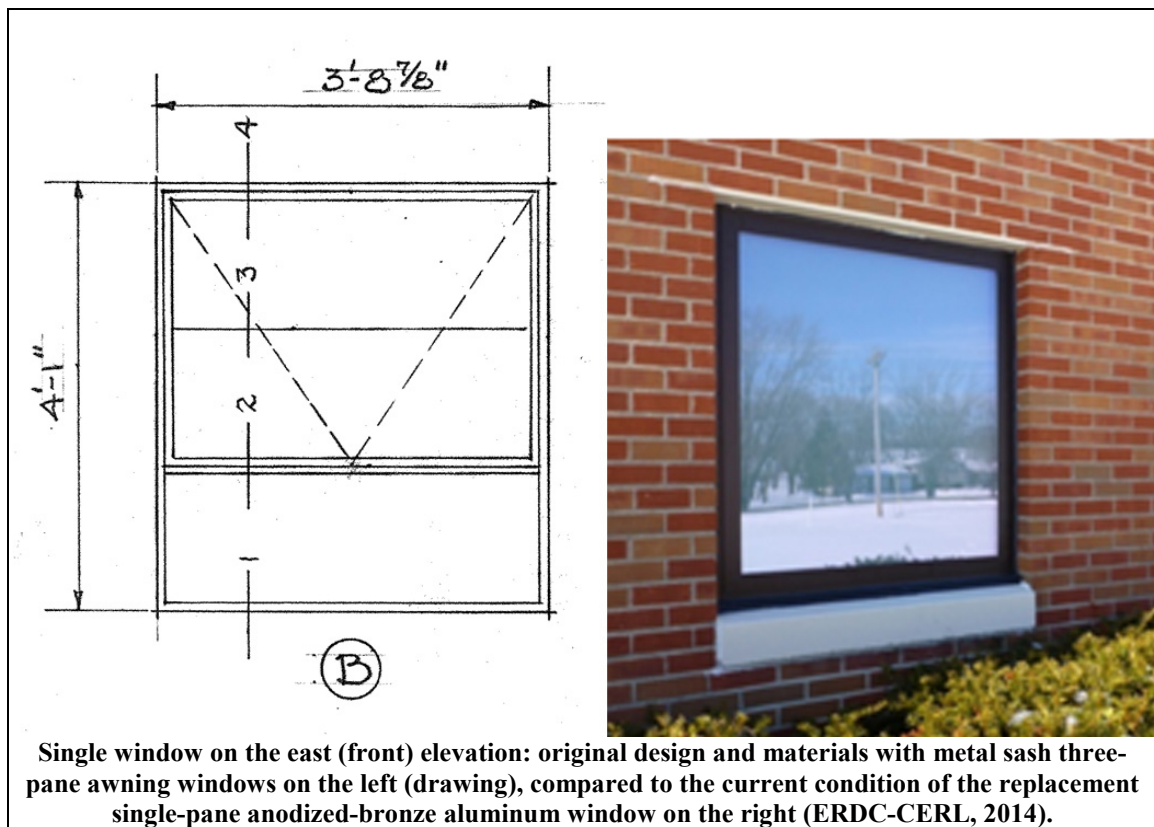 3'-8 7/8"
4'-1"
4
3
2
1
B
Single window on the east (front) elevation: original design and materials with metal sash three-
pane awning windows on the left (drawing), compared to the current condition of the replacement
single-pane anodized-bronze aluminum window on the right (ERDC-CERL, 2014).